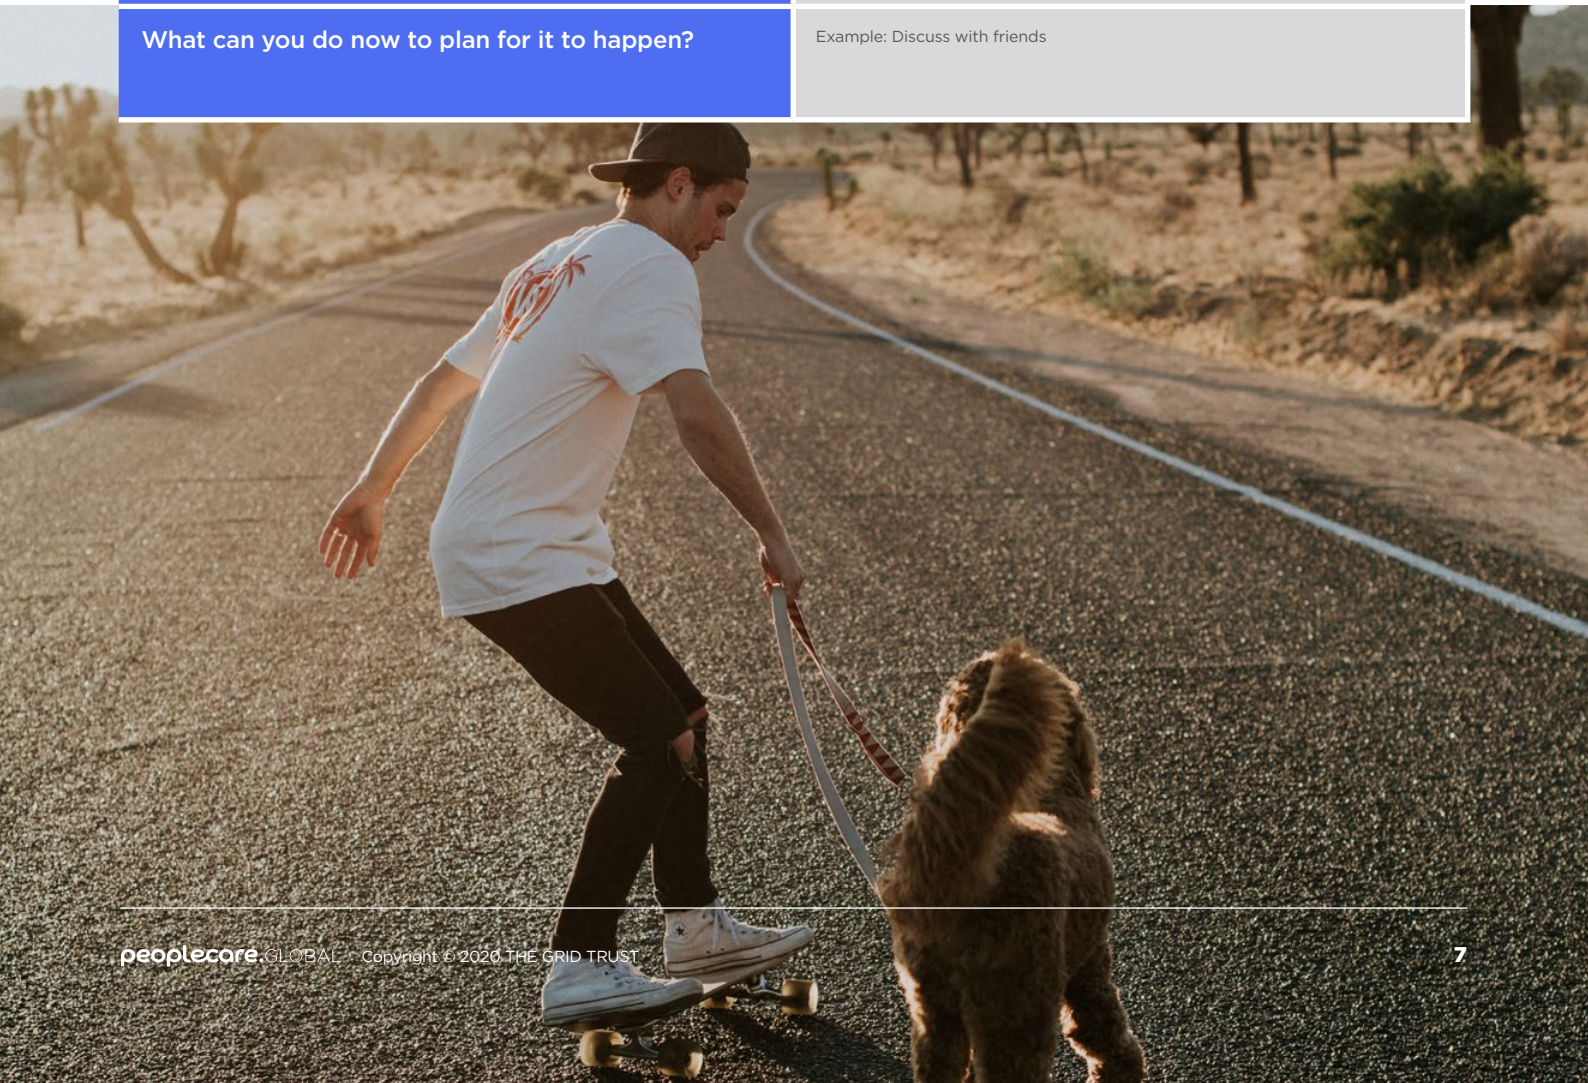 What can you do now to plan for it to happen?
Example: Discuss with friends
peoplecare.GLOBAL Copyright © 2020 THE GRID TRUST
7